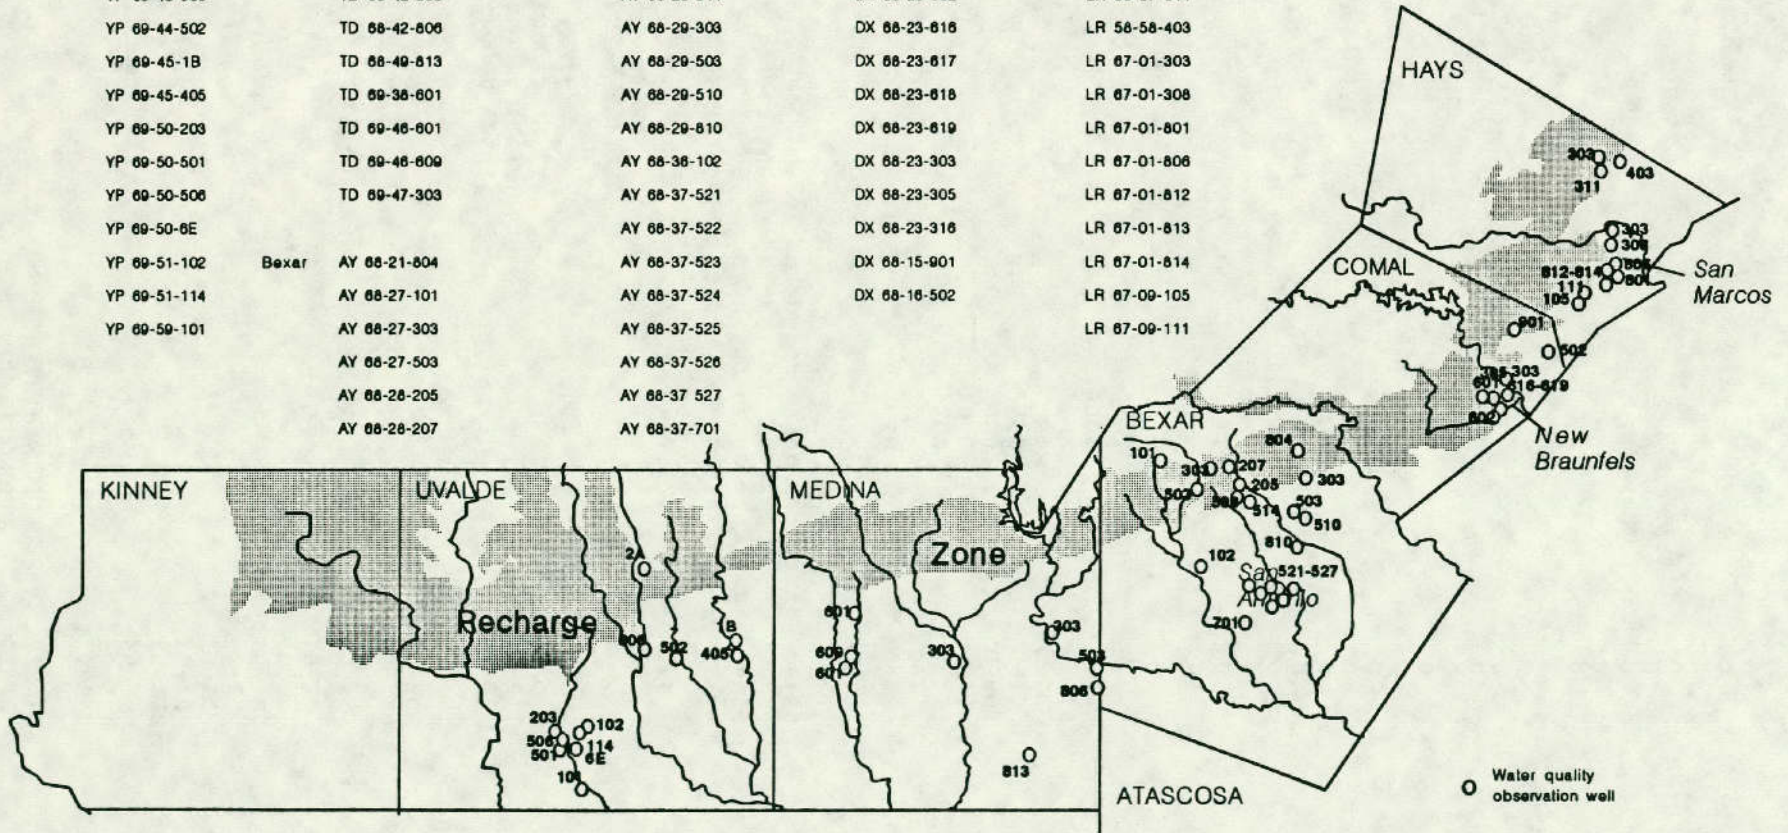 YP 69-44-502 TD 68-42-806 AY 68-29-303 DX 68-23-616 LR 58-58-403
YP 69-45-1B TD 68-49-813 AY 68-29-503 DX 68-23-617 LR 67-01-303
YP 69-45-405 TD 69-38-601 AY 68-29-510 DX 68-23-618 LR 67-01-308
YP 69-50-203 TD 69-46-601 AY 68-29-810 DX 68-23-619 LR 67-01-801
YP 69-50-501 TD 69-46-609 AY 68-36-102 DX 68-23-303 LR 67-01-806
YP 69-50-506 TD 69-47-303 AY 68-37-521 DX 68-23-305 LR 67-01-812
YP 69-50-6E AY 68-37-522 DX 68-23-316 LR 67-01-813
YP 69-51-102 Bexar AY 68-21-804 AY 68-37-523 DX 68-15-901 LR 67-01-814
YP 69-51-114 AY 68-27-101 AY 68-37-524 DX 68-16-502 LR 67-09-105
YP 69-59-101 AY 68-27-303 AY 68-37-525 LR 67-09-111
AY 68-27-503 AY 68-37-526
AY 68-28-205 AY 68-37 527
AY 68-28-207 AY 68-37-701
HAYS
303
403
311
303
308
812-814
801
111
105
San
Marcos
COMAL
901
502
303
601
616-619
602
New
Braunfels
BEXAR
804
101
303
207
303
502
205
503
514
510
810
102
San
521-527
Antonio
701
KINNEY
UVALDE
MEDINA
Zone
2A
Recharge
502
B
405
601
609
601
303
203
503
806
203
102
506
114
501
6E
101
813
ATASCOSA
Water quality
observation well